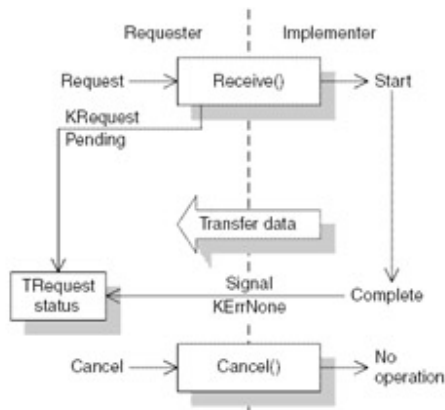 Requester
Implementer
Request
Receive()
Start
KRequest
Pending
Transfer data
TRequest
status
Signal
KErrNone
Complete
Cancel
Cancel()
No
operation